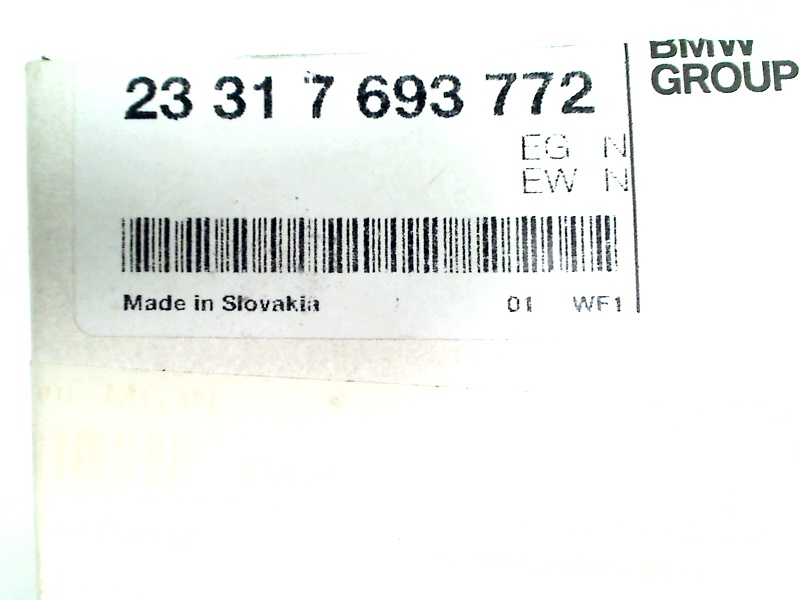 BMW
GROUP
23 31 7 693 772
EG N
EW N
Made in Slovakia 01 WF1